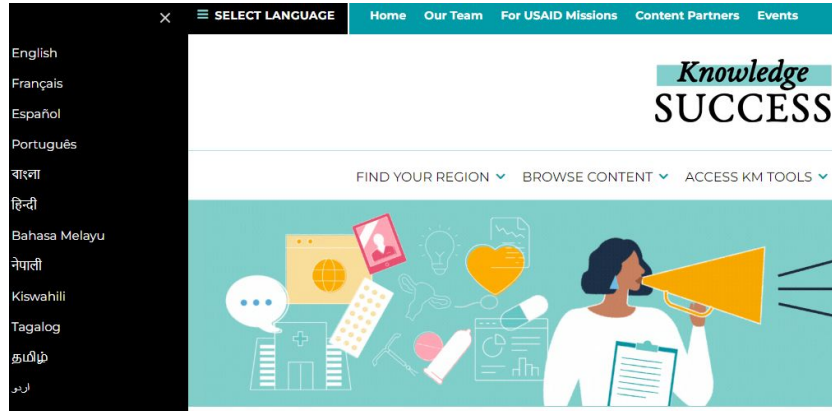 ×
English
Français
Español
Português
বাংলা
हिन्दी
Bahasa Melayu
नेपाली
Kiswahili
Tagalog
தமிழ்
اردو
☰ SELECT LANGUAGE Home Our Team For USAID Missions Content Partners Events
Knowledge
SUCCESS
FIND YOUR REGION BROWSE CONTENT ACCESS KM TOOLS